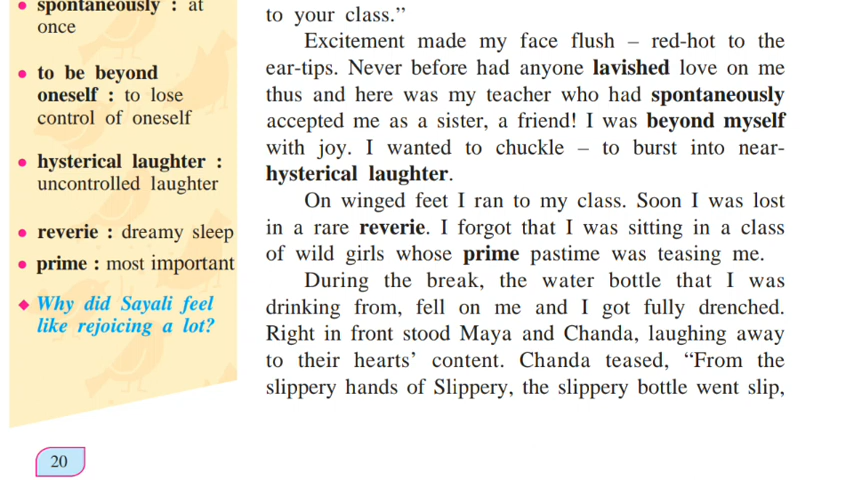 • spontaneously : at
once
• to be beyond
oneself : to lose
control of oneself
• hysterical laughter :
uncontrolled laughter
• reverie : dreamy sleep
• prime : most important
◆ Why did Sayali feel
like rejoicing a lot?
to your class.”
Excitement made my face flush – red-hot to the
ear-tips. Never before had anyone lavished love on me
thus and here was my teacher who had spontaneously
accepted me as a sister, a friend! I was beyond myself
with joy. I wanted to chuckle – to burst into near-
hysterical laughter.
On winged feet I ran to my class. Soon I was lost
in a rare reverie. I forgot that I was sitting in a class
of wild girls whose prime pastime was teasing me.
During the break, the water bottle that I was
drinking from, fell on me and I got fully drenched.
Right in front stood Maya and Chanda, laughing away
to their hearts’ content. Chanda teased, “From the
slippery hands of Slippery, the slippery bottle went slip,
20